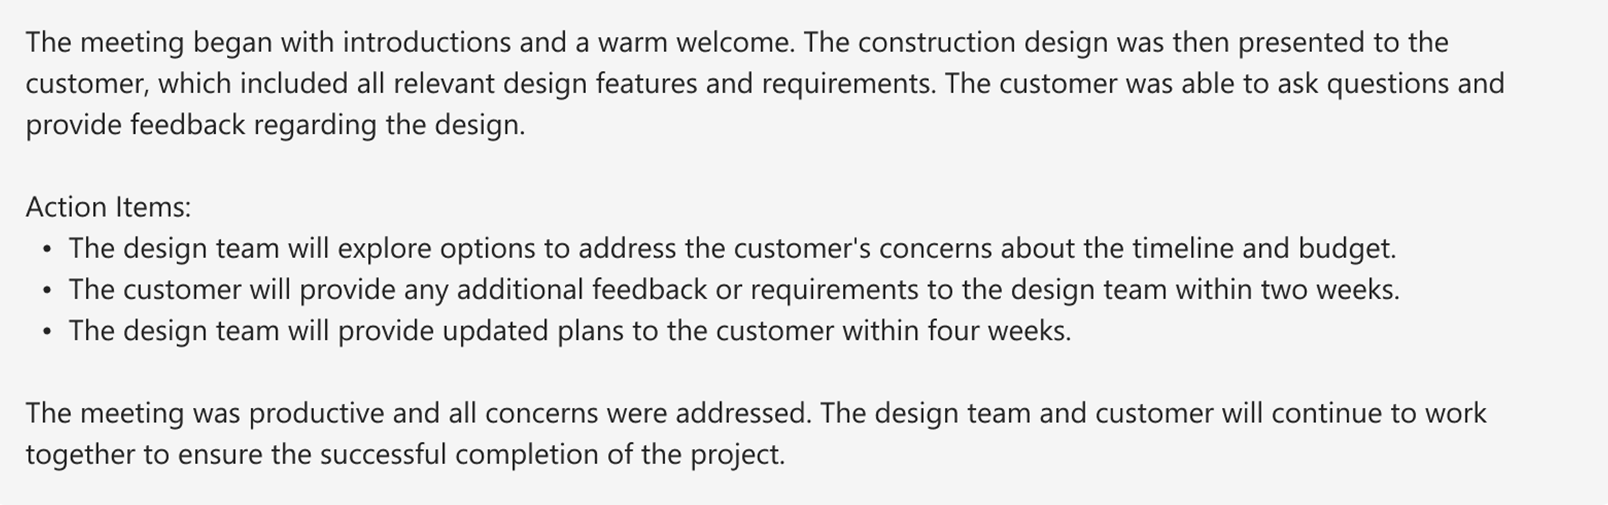 The meeting began with introductions and a warm welcome. The construction design was then presented to the
customer, which included all relevant design features and requirements. The customer was able to ask questions and
provide feedback regarding the design.
Action Items:
• The design team will explore options to address the customer's concerns about the timeline and budget.
• The customer will provide any additional feedback or requirements to the design team within two weeks.
• The design team will provide updated plans to the customer within four weeks.
The meeting was productive and all concerns were addressed. The design team and customer will continue to work
together to ensure the successful completion of the project.